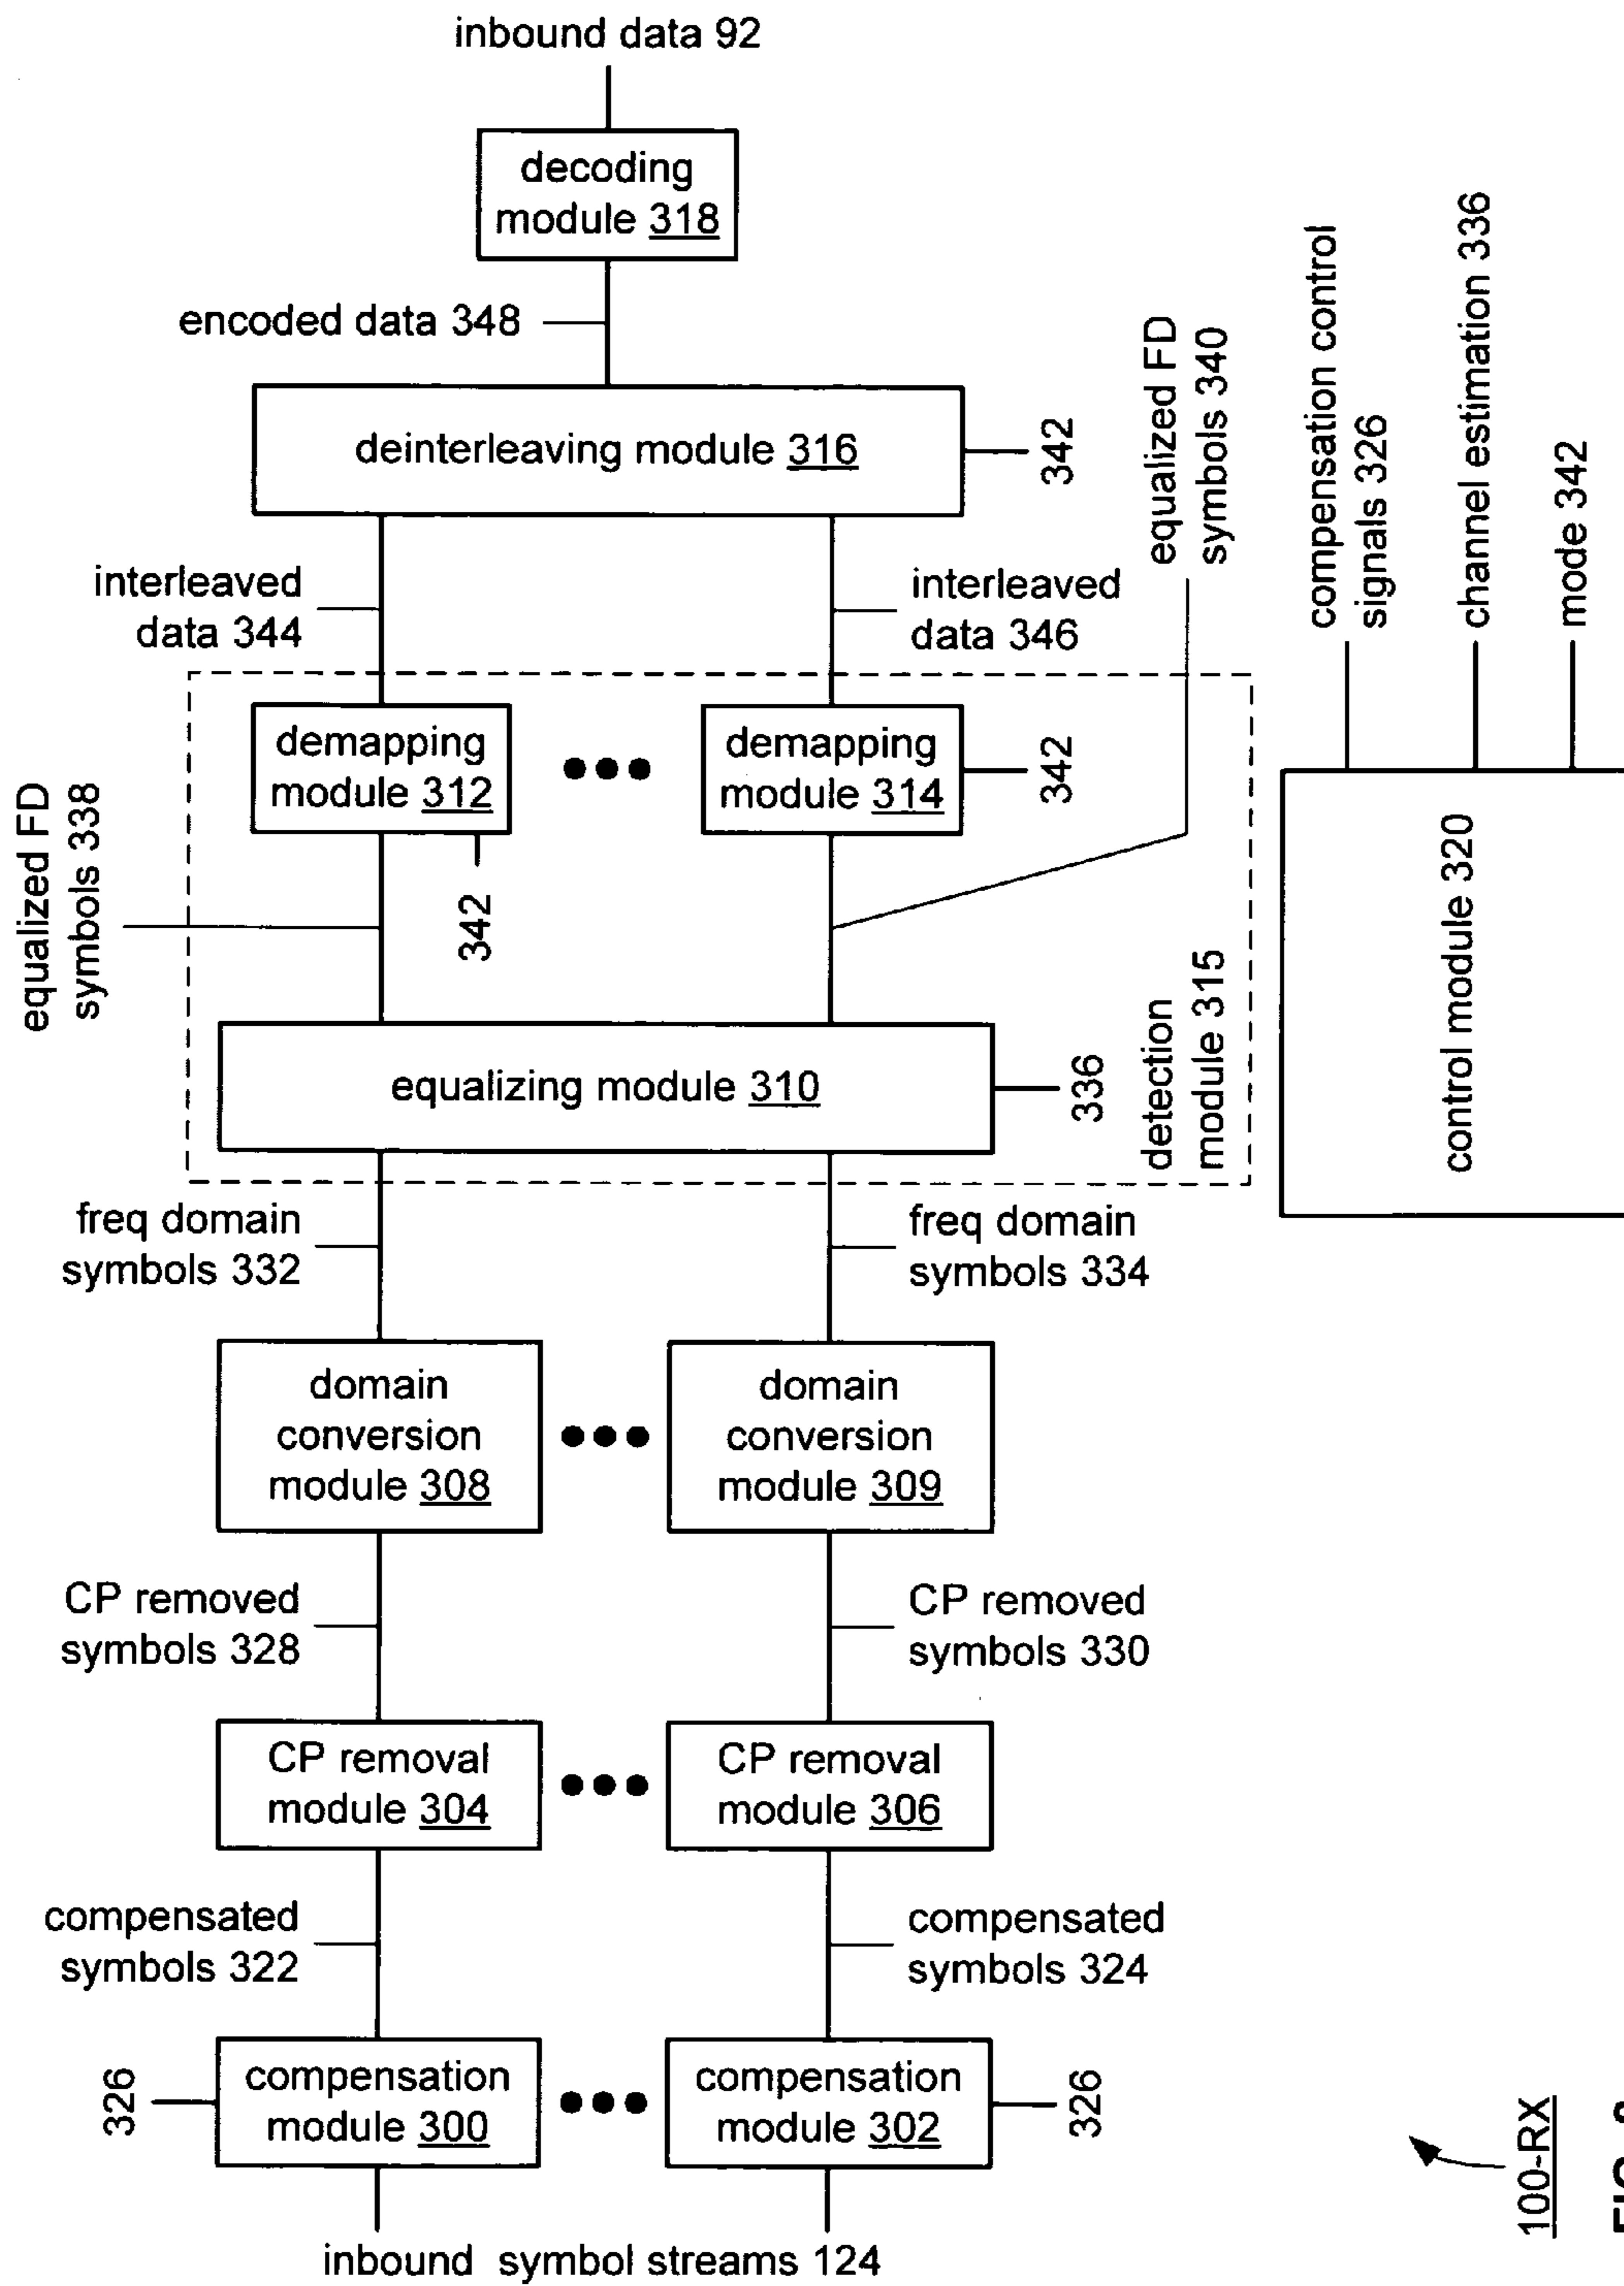 inbound data 92
decoding
module 318
encoded data 348
deinterleaving module 316
342
interleaved
data 344
interleaved
data 346
equalized FD
symbols 340
equalized FD
symbols 338
demapping
module 312
demapping
module 314
342
342
equalizing module 310
336
detection
module 315
freq domain
symbols 332
freq domain
symbols 334
domain
conversion
module 308
domain
conversion
module 309
CP removed
symbols 328
CP removed
symbols 330
CP removal
module 304
CP removal
module 306
compensated
symbols 322
compensated
symbols 324
326
compensation
module 300
compensation
module 302
326
inbound symbol streams 124
compensation control
signals 326
channel estimation 336
mode 342
control module 320
100-RX
FIG.